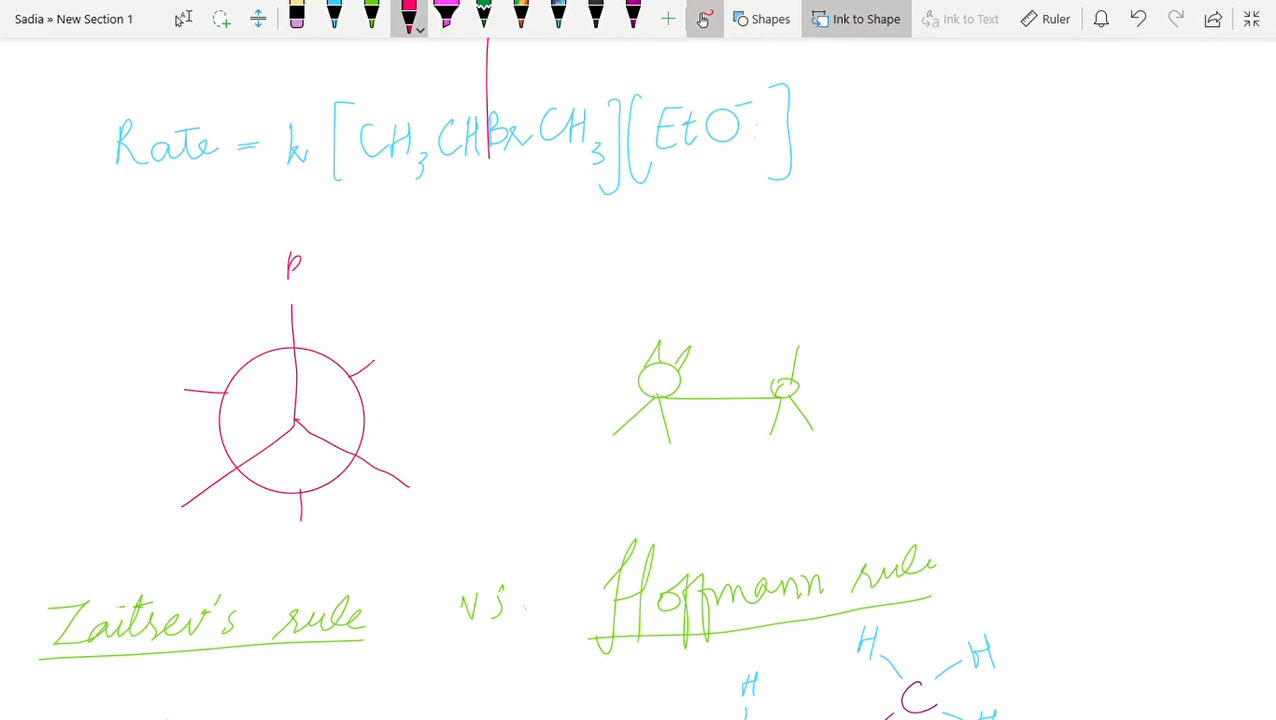 Sadia » New Section 1 Shapes Ink to Shape Ink to Text Ruler
Rate = k [CH3CHBrCH3][EtO⁻:]
Zaitsev's rule vs. Hoffmann rule
H H
H C
H